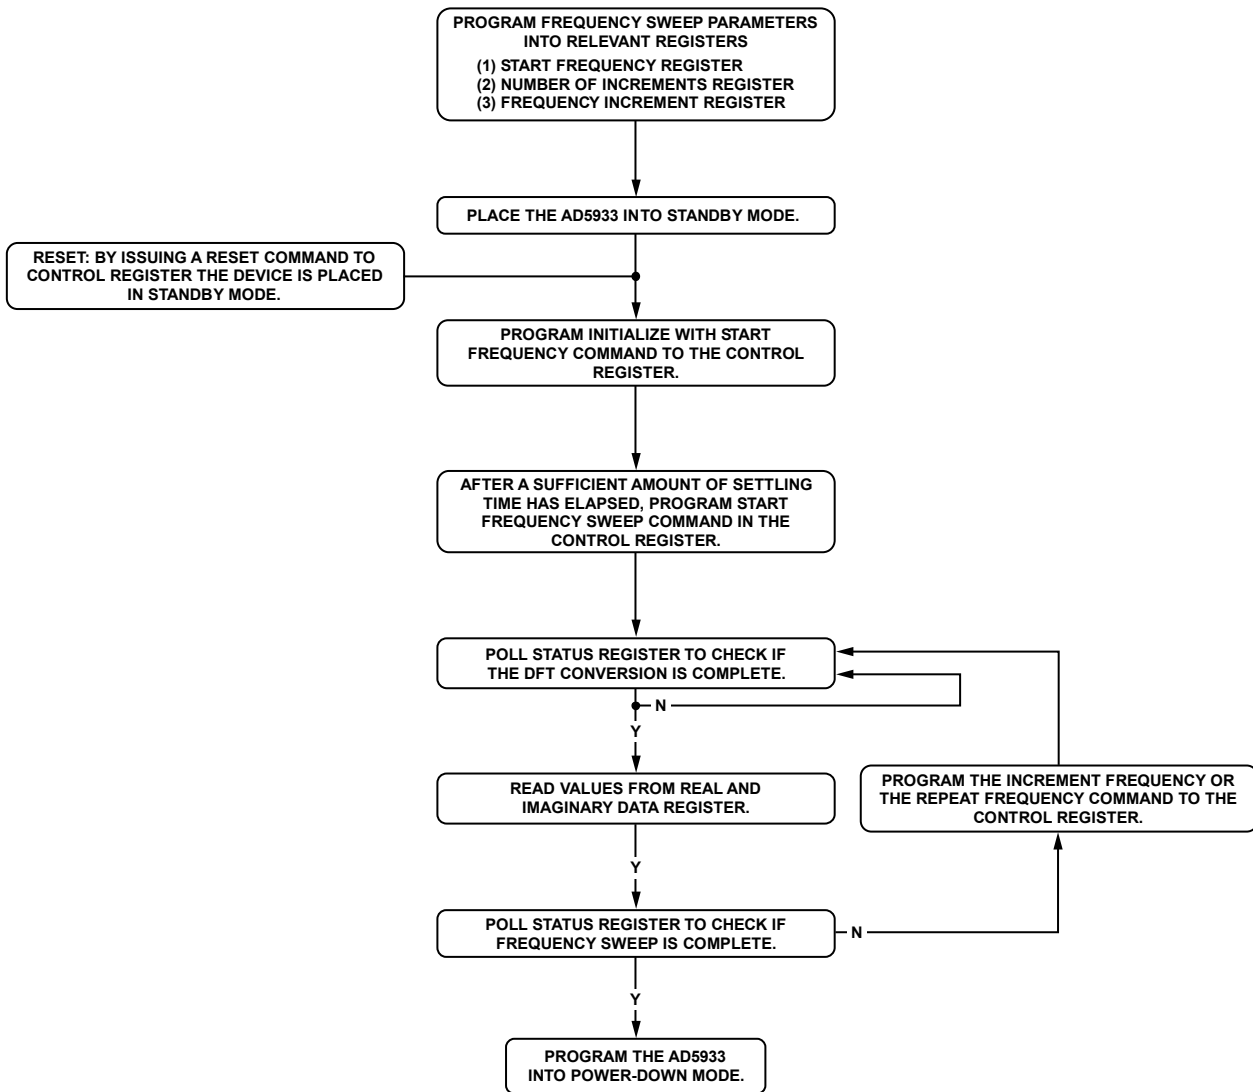 PROGRAM FREQUENCY SWEEP PARAMETERS
INTO RELEVANT REGISTERS
(1) START FREQUENCY REGISTER
(2) NUMBER OF INCREMENTS REGISTER
(3) FREQUENCY INCREMENT REGISTER
PLACE THE AD5933 INTO STANDBY MODE.
RESET: BY ISSUING A RESET COMMAND TO
CONTROL REGISTER THE DEVICE IS PLACED
IN STANDBY MODE.
PROGRAM INITIALIZE WITH START
FREQUENCY COMMAND TO THE CONTROL
REGISTER.
AFTER A SUFFICIENT AMOUNT OF SETTLING
TIME HAS ELAPSED, PROGRAM START
FREQUENCY SWEEP COMMAND IN THE
CONTROL REGISTER.
POLL STATUS REGISTER TO CHECK IF
THE DFT CONVERSION IS COMPLETE.
N
Y
READ VALUES FROM REAL AND
IMAGINARY DATA REGISTER.
PROGRAM THE INCREMENT FREQUENCY OR
THE REPEAT FREQUENCY COMMAND TO THE
CONTROL REGISTER.
Y
POLL STATUS REGISTER TO CHECK IF
FREQUENCY SWEEP IS COMPLETE.
N
Y
PROGRAM THE AD5933
INTO POWER-DOWN MODE.